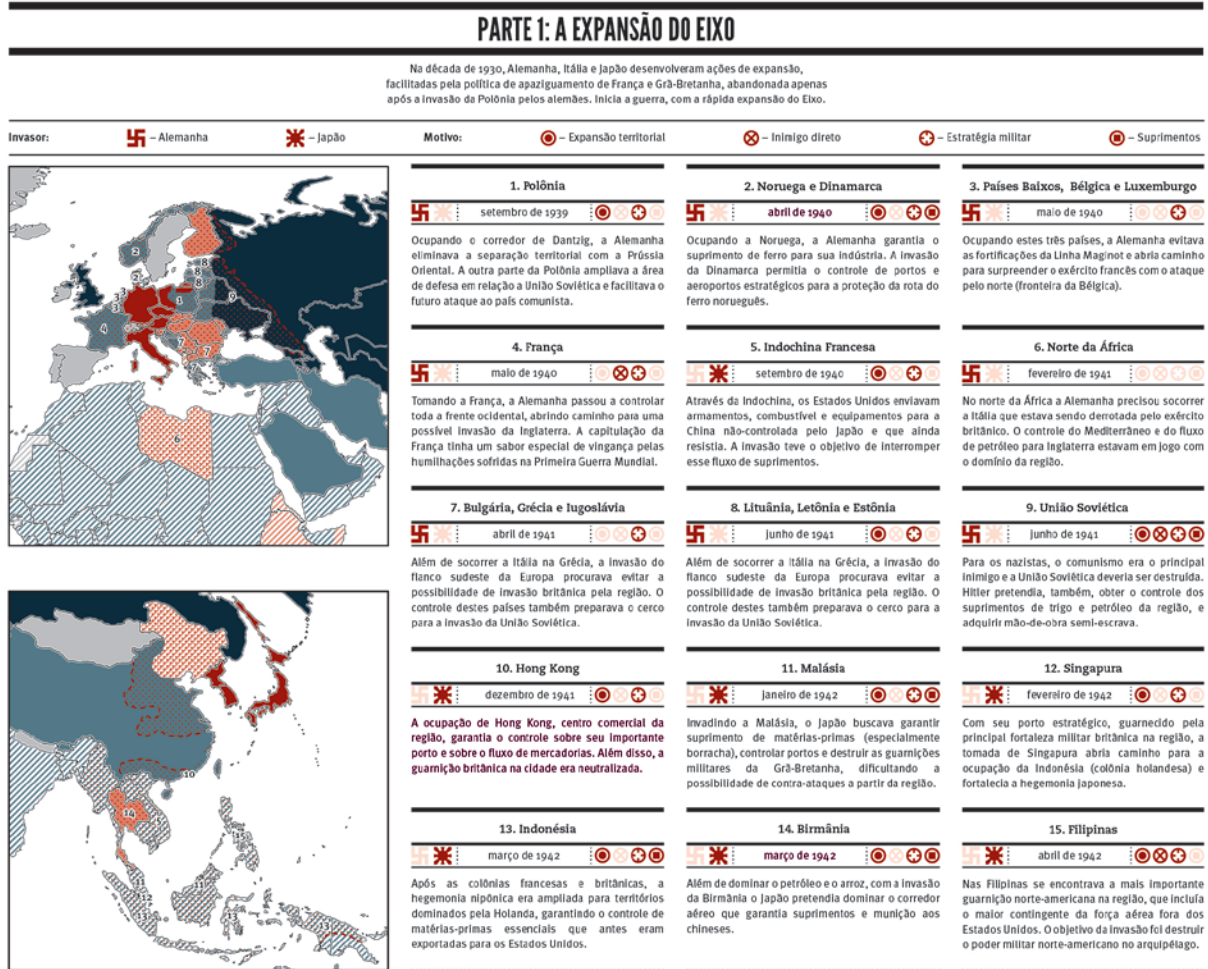 PARTE 1: A EXPANSÃO DO EIXO
Na década de 1930, Alemanha, Itália e Japão desenvolveram ações de expansão,
facilitadas pela política de apaziguamento de França e Grã-Bretanha, abandonada apenas
após a invasão da Polônia pelos alemães. Inicia a guerra, com a rápida expansão do Eixo.
Invasor: – Alemanha – Japão Motivo: – Expansão territorial – Inimigo direto – Estratégia militar – Suprimentos
1. Polônia
setembro de 1939
Ocupando o corredor de Dantzig, a Alemanha
eliminava a separação territorial com a Prússia
Oriental. A outra parte da Polônia ampliava a área
de defesa em relação a União Soviética e facilitava o
futuro ataque ao país comunista.
2. Noruega e Dinamarca
abril de 1940
Ocupando a Noruega, a Alemanha garantia o
suprimento de ferro para sua indústria. A invasão
da Dinamarca permitia o controle de portos e
aeroportos estratégicos para a proteção da rota do
ferro norueguês.
3. Países Baixos, Bélgica e Luxemburgo
maio de 1940
Ocupando estes três países, a Alemanha evitava
as fortificações da Linha Maginot e abria caminho
para surpreender o exército francês com o ataque
pelo norte (fronteira da Bélgica).
4. França
maio de 1940
Tomando a França, a Alemanha passou a controlar
toda a frente ocidental, abrindo caminho para uma
possível invasão da Inglaterra. A capitulação da
França tinha um sabor especial de vingança pelas
humilhações sofridas na Primeira Guerra Mundial.
5. Indochina Francesa
setembro de 1940
Através da Indochina, os Estados Unidos enviavam
armamentos, combustível e equipamentos para a
China não-controlada pelo Japão e que ainda
resistia. A invasão teve o objetivo de interromper
esse fluxo de suprimentos.
6. Norte da África
fevereiro de 1941
No norte da África a Alemanha precisou socorrer
a Itália que estava sendo derrotada pelo exército
britânico. O controle do Mediterrâneo e do fluxo
de petróleo para Inglaterra estavam em jogo com
o domínio da região.
7. Bulgária, Grécia e Iugoslávia
abril de 1941
Além de socorrer a Itália na Grécia, a invasão do
flanco sudeste da Europa procurava evitar a
possibilidade de invasão britânica pela região. O
controle destes países também preparava o cerco
para a invasão da União Soviética.
8. Lituânia, Letônia e Estônia
junho de 1941
Além de socorrer a Itália na Grécia, a invasão do
flanco sudeste da Europa procurava evitar a
possibilidade de invasão britânica pela região. O
controle destes também preparava o cerco para a
invasão da União Soviética.
9. União Soviética
junho de 1941
Para os nazistas, o comunismo era o principal
inimigo e a União Soviética deveria ser destruída.
Hitler pretendia, também, obter o controle dos
suprimentos de trigo e petróleo da região, e
adquirir mão-de-obra semi-escrava.
10. Hong Kong
dezembro de 1941
A ocupação de Hong Kong, centro comercial da
região, garantia o controle sobre seu importante
porto e sobre o fluxo de mercadorias. Além disso, a
guarnição britânica na cidade era neutralizada.
11. Malásia
janeiro de 1942
Invadindo a Malásia, o Japão buscava garantir
suprimento de matérias-primas (especialmente
borracha), controlar portos e destruir as guarnições
militares da Grã-Bretanha, dificultando a
possibilidade de contra-ataques a partir da região.
12. Singapura
fevereiro de 1942
Com seu porto estratégico, guarnecido pela
principal fortaleza militar britânica na região, a
tomada de Singapura abria caminho para a
ocupação da Indonésia (colônia holandesa) e
fortalecia a hegemonia japonesa.
13. Indonésia
março de 1942
Após as colônias francesas e britânicas, a
hegemonia nipônica era ampliada para territórios
dominados pela Holanda, garantindo o controle de
matérias-primas essenciais que antes eram
exportadas para os Estados Unidos.
14. Birmânia
março de 1942
Além de dominar o petróleo e o arroz, com a invasão
da Birmânia o Japão pretendia dominar o corredor
aéreo que garantia suprimentos e munição aos
chineses.
15. Filipinas
abril de 1942
Nas Filipinas se encontrava a mais importante
guarnição norte-americana na região, que incluía
o maior contingente da força aérea fora dos
Estados Unidos. O objetivo da invasão foi destruir
o poder militar norte-americano no arquipélago.
2
2
8
8
8
3
3
3
1
9
4
7
7
7
6
10
14
5
15
11
11
12
13
13
13